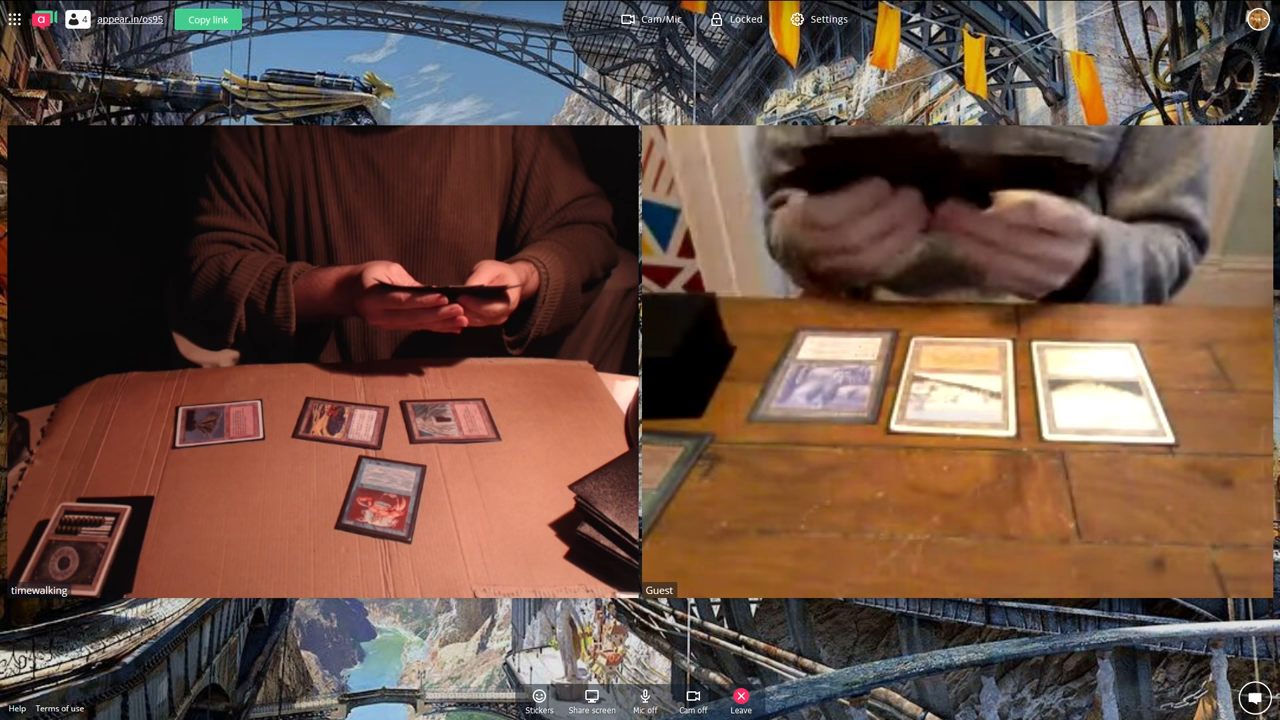 4
appear.in/os95
Copy link
Cam/Mic
Locked
Settings
timewalking
Guest
Help
Terms of use
Stickers
Share screen
Mic off
Cam off
Leave